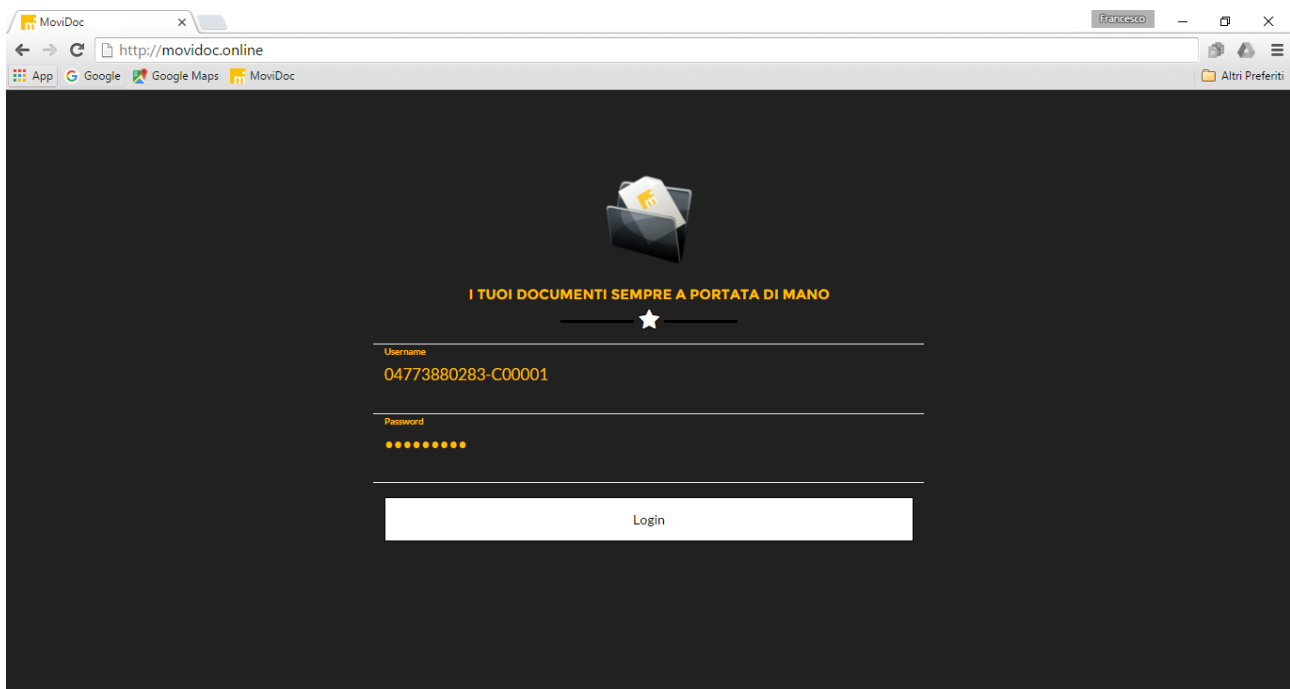 MoviDoc
Francesco
http://movidoc.online
App Google Google Maps MoviDoc Altri Preferiti
I TUOI DOCUMENTI SEMPRE A PORTATA DI MANO
Username
04773880283-C00001
Password
•••••••••
Login